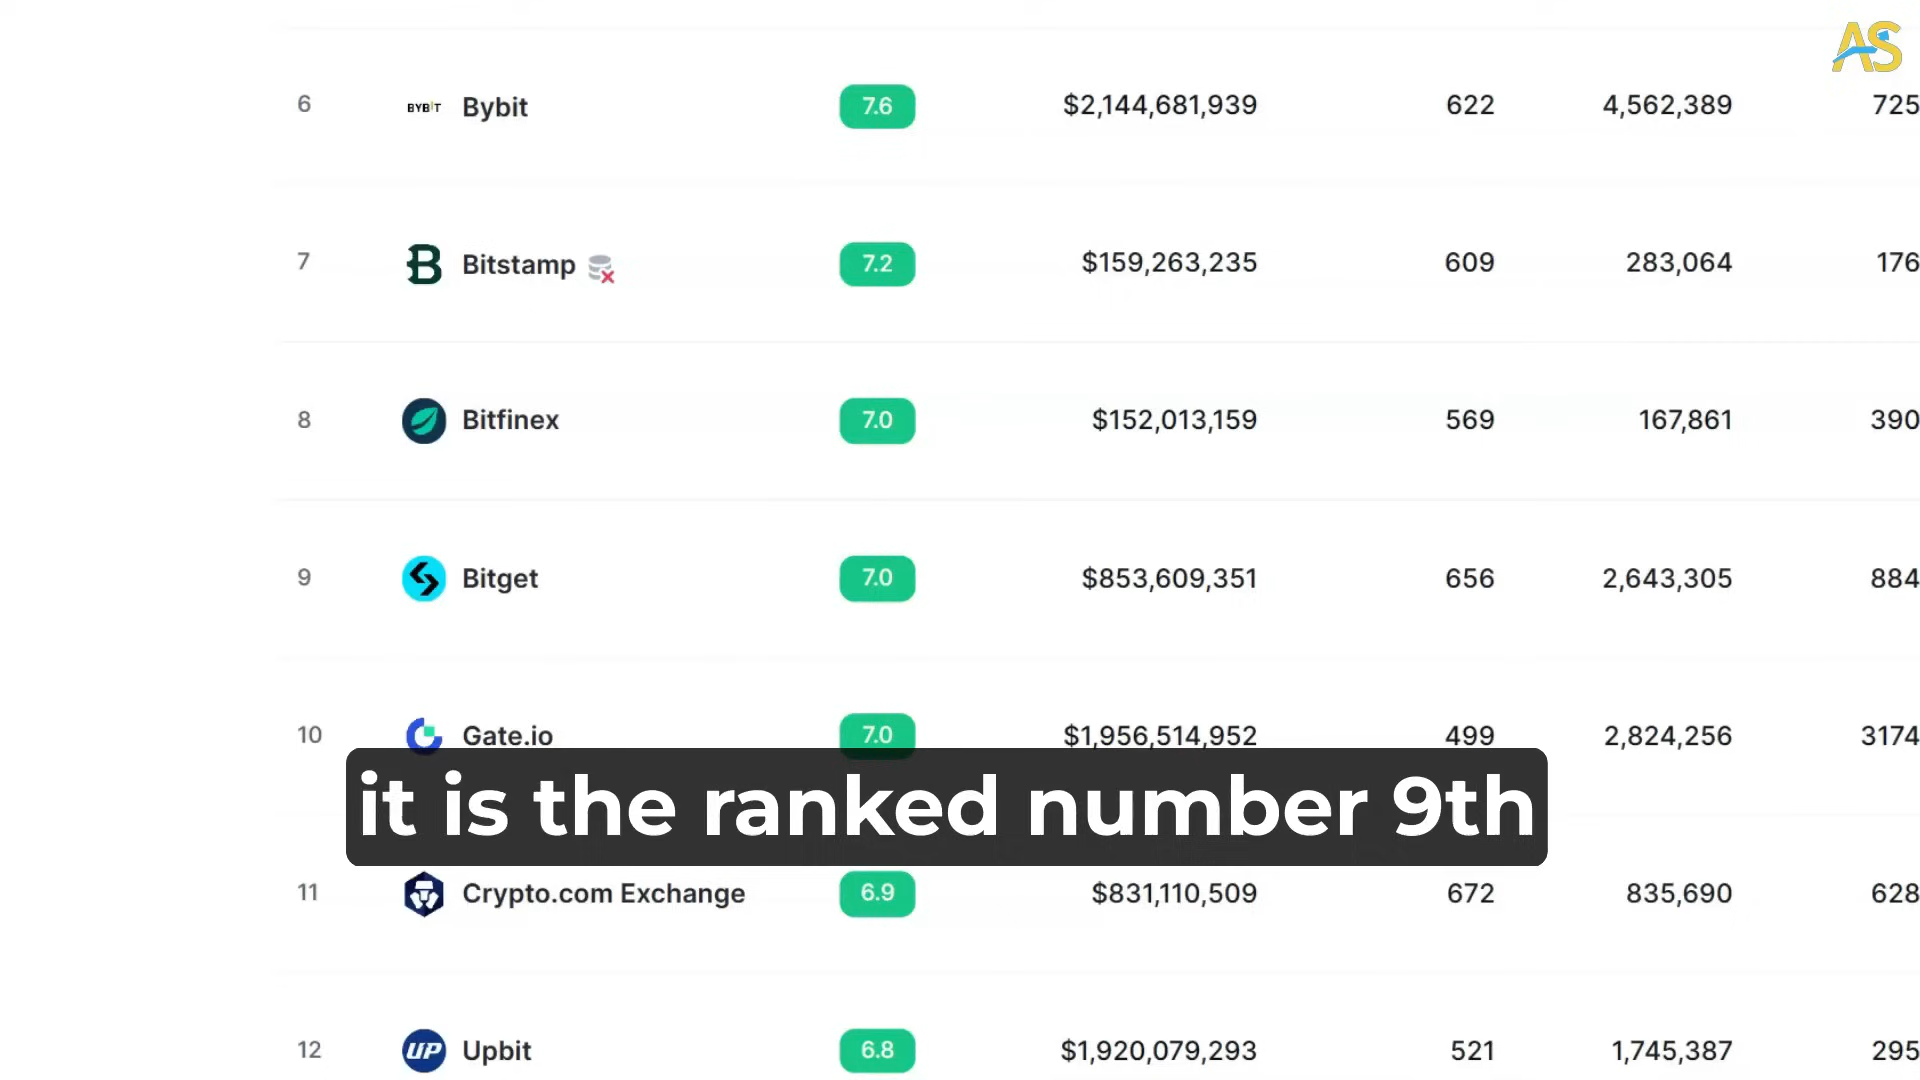 AS
6 BYBIT Bybit 7.6 $2,144,681,939 622 4,562,389 725
7 Bitstamp 7.2 $159,263,235 609 283,064 176
8 Bitfinex 7.0 $152,013,159 569 167,861 390
9 Bitget 7.0 $853,609,351 656 2,643,305 884
10 Gate.io 7.0 $1,956,514,952 499 2,824,256 3174
it is the ranked number 9th
11 Crypto.com Exchange 6.9 $831,110,509 672 835,690 628
12 UP Upbit 6.8 $1,920,079,293 521 1,745,387 295